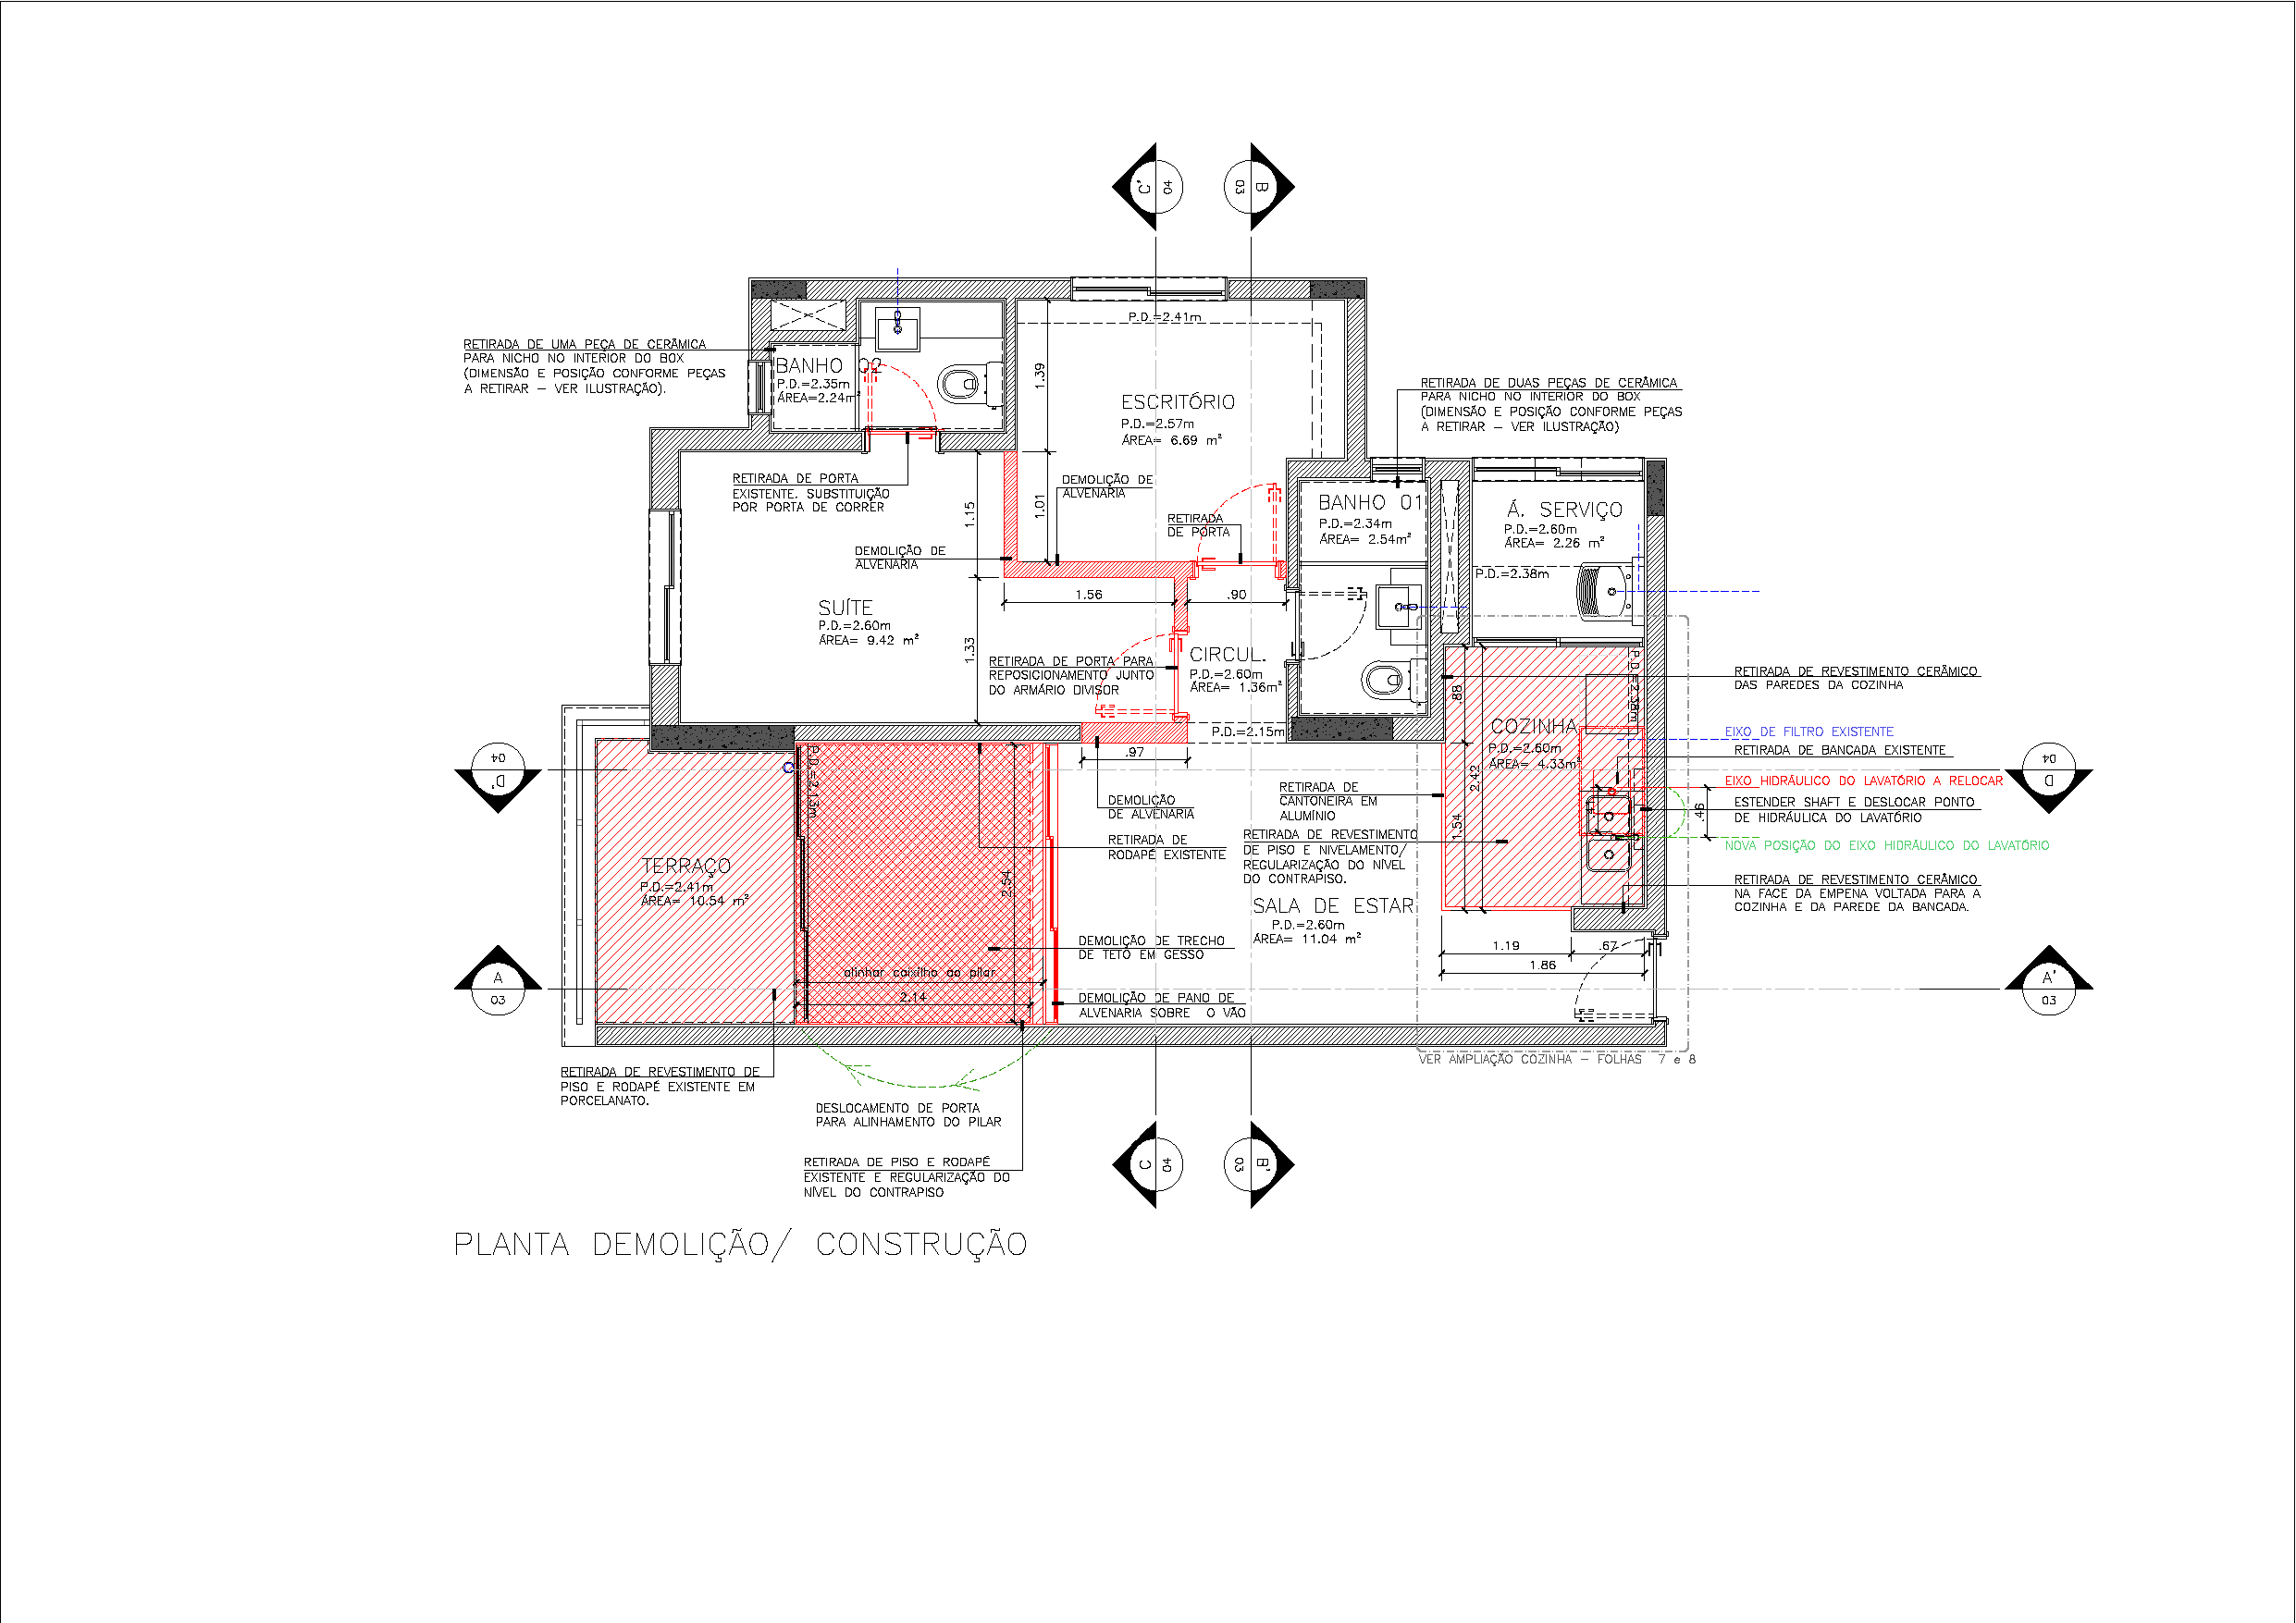 C'
04
03
B
RETIRADA DE UMA PEÇA DE CERÂMICA
PARA NICHO NO INTERIOR DO BOX
(DIMENSÃO E POSIÇÃO CONFORME PEÇAS
A RETIRAR – VER ILUSTRAÇÃO).
BANHO
P.D.=2.35m
ÁREA=2.24m²
P.D.=2.41m
1.39
ESCRITÓRIO
P.D.=2.57m
ÁREA= 6.69 m²
RETIRADA DE DUAS PEÇAS DE CERÂMICA
PARA NICHO NO INTERIOR DO BOX
(DIMENSÃO E POSIÇÃO CONFORME PEÇAS
A RETIRAR – VER ILUSTRAÇÃO)
RETIRADA DE PORTA
EXISTENTE. SUBSTITUIÇÃO
POR PORTA DE CORRER
DEMOLIÇÃO DE
ALVENARIA
1.15
1.01
RETIRADA
DE PORTA
BANHO 01
P.D.=2.34m
ÁREA= 2.54m²
Á. SERVIÇO
P.D.=2.60m
ÁREA= 2.26 m²
P.D.=2.38m
DEMOLIÇÃO DE
ALVENARIA
1.56
.90
SUÍTE
P.D.=2.60m
ÁREA= 9.42 m²
1.33
RETIRADA DE PORTA PARA
REPOSICIONAMENTO JUNTO
DO ARMÁRIO DIVISOR
CIRCUL.
P.D.=2.60m
ÁREA= 1.36m²
P.D.=2.15m
.88
P.D.=2.38m
RETIRADA DE REVESTIMENTO CERÂMICO
DAS PAREDES DA COZINHA
COZINHA
P.D.=2.60m
ÁREA= 4.33m²
2.42
1.54
EIXO DE FILTRO EXISTENTE
RETIRADA DE BANCADA EXISTENTE
EIXO HIDRÁULICO DO LAVATÓRIO A RELOCAR
ESTENDER SHAFT E DESLOCAR PONTO
DE HIDRÁULICA DO LAVATÓRIO
.46
NOVA POSIÇÃO DO EIXO HIDRÁULICO DO LAVATÓRIO
RETIRADA DE REVESTIMENTO CERÂMICO
NA FACE DA EMPENA VOLTADA PARA A
COZINHA E DA PAREDE DA BANCADA.
04
D'
04
D
P.D.=2.13m
.97
DEMOLIÇÃO
DE ALVENARIA
RETIRADA DE
RODAPÉ EXISTENTE
RETIRADA DE
CANTONEIRA EM
ALUMÍNIO
RETIRADA DE REVESTIMENTO
DE PISO E NIVELAMENTO/
REGULARIZAÇÃO DO NÍVEL
DO CONTRAPISO.
TERRAÇO
P.D.=2.41m
ÁREA= 10.54 m²
2.54
SALA DE ESTAR
P.D.=2.60m
ÁREA= 11.04 m²
DEMOLIÇÃO DE TRECHO
DE TETO EM GESSO
alinhar caixilho ao pilar
2.14
DEMOLIÇÃO DE PANO DE
ALVENARIA SOBRE O VÃO
1.19
.67
1.86
A
03
A'
03
VER AMPLIAÇÃO COZINHA – FOLHAS 7 e 8
RETIRADA DE REVESTIMENTO DE
PISO E RODAPÉ EXISTENTE EM
PORCELANATO.
DESLOCAMENTO DE PORTA
PARA ALINHAMENTO DO PILAR
RETIRADA DE PISO E RODAPÉ
EXISTENTE E REGULARIZAÇÃO DO
NÍVEL DO CONTRAPISO
C
04
03
B'
PLANTA DEMOLIÇÃO/ CONSTRUÇÃO